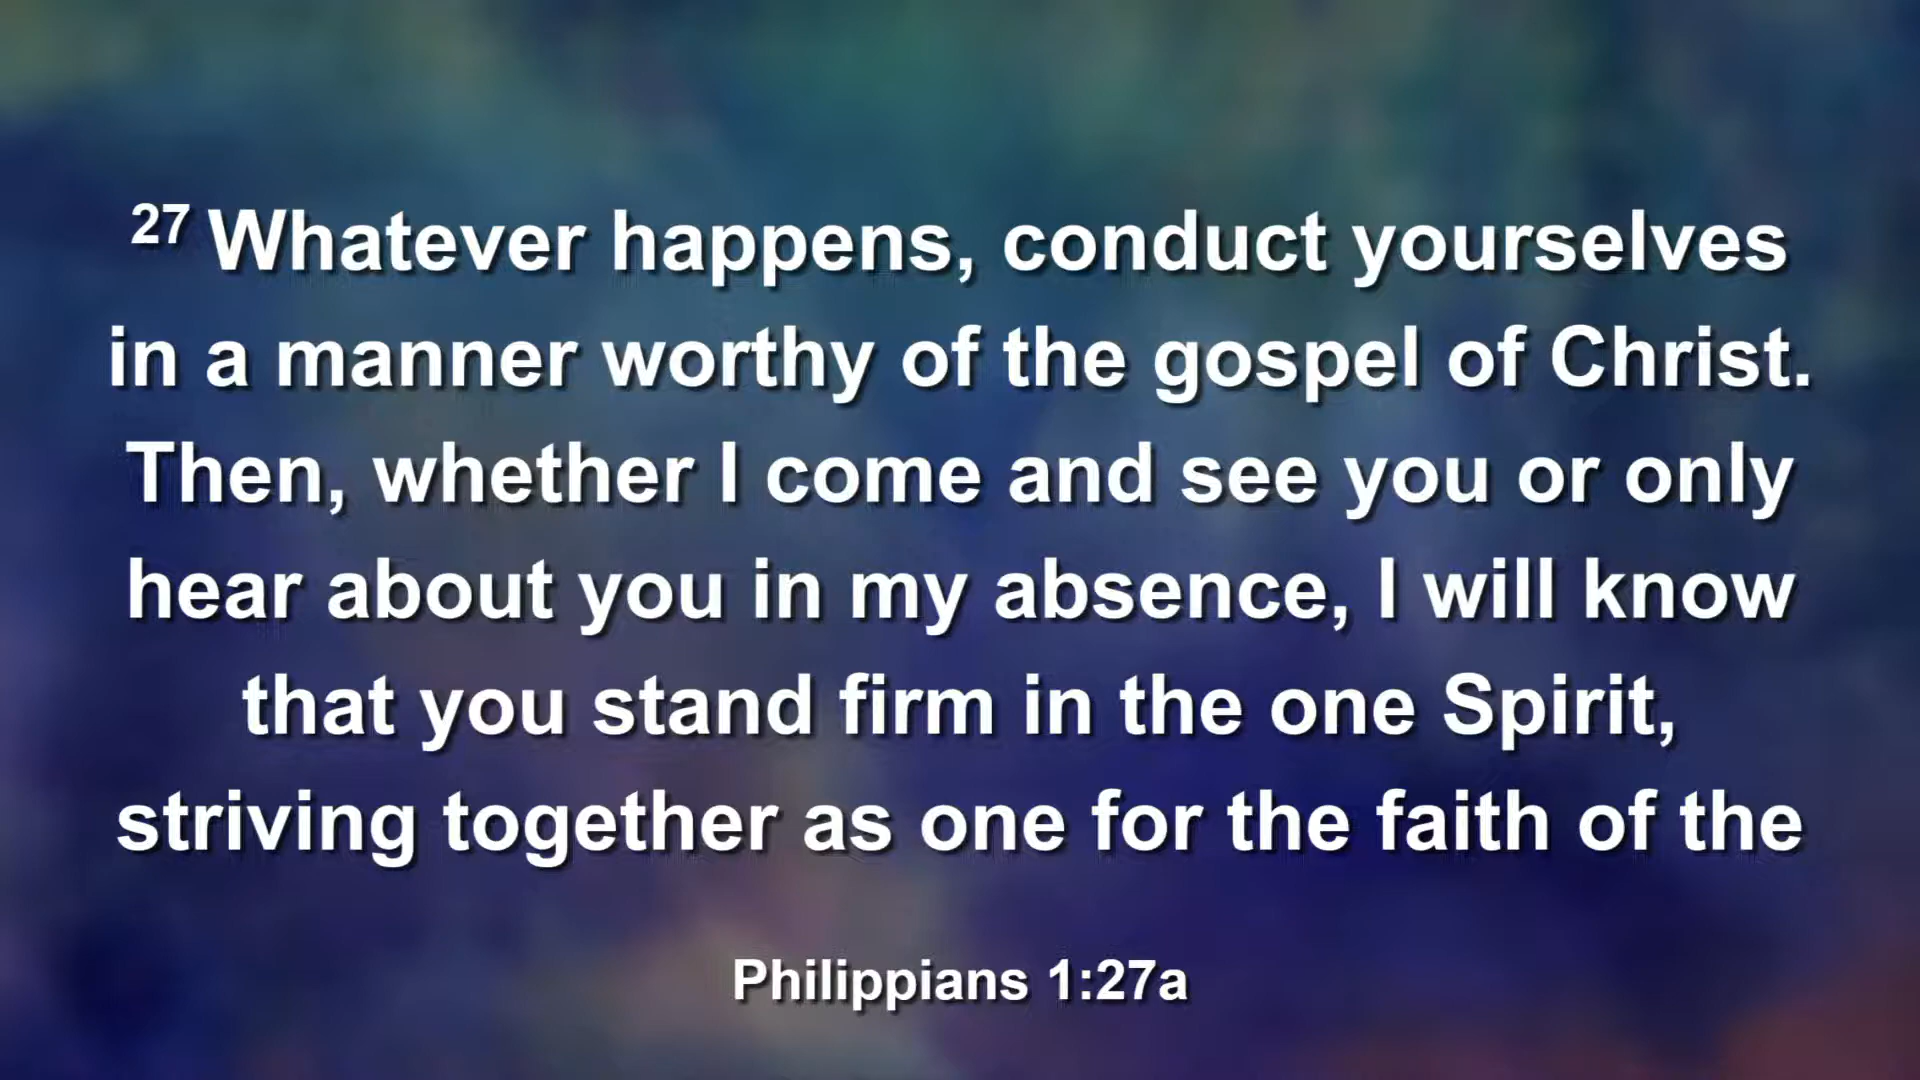 27 Whatever happens, conduct yourselves
in a manner worthy of the gospel of Christ.
Then, whether I come and see you or only
hear about you in my absence, I will know
that you stand firm in the one Spirit,
striving together as one for the faith of the
Philippians 1:27a